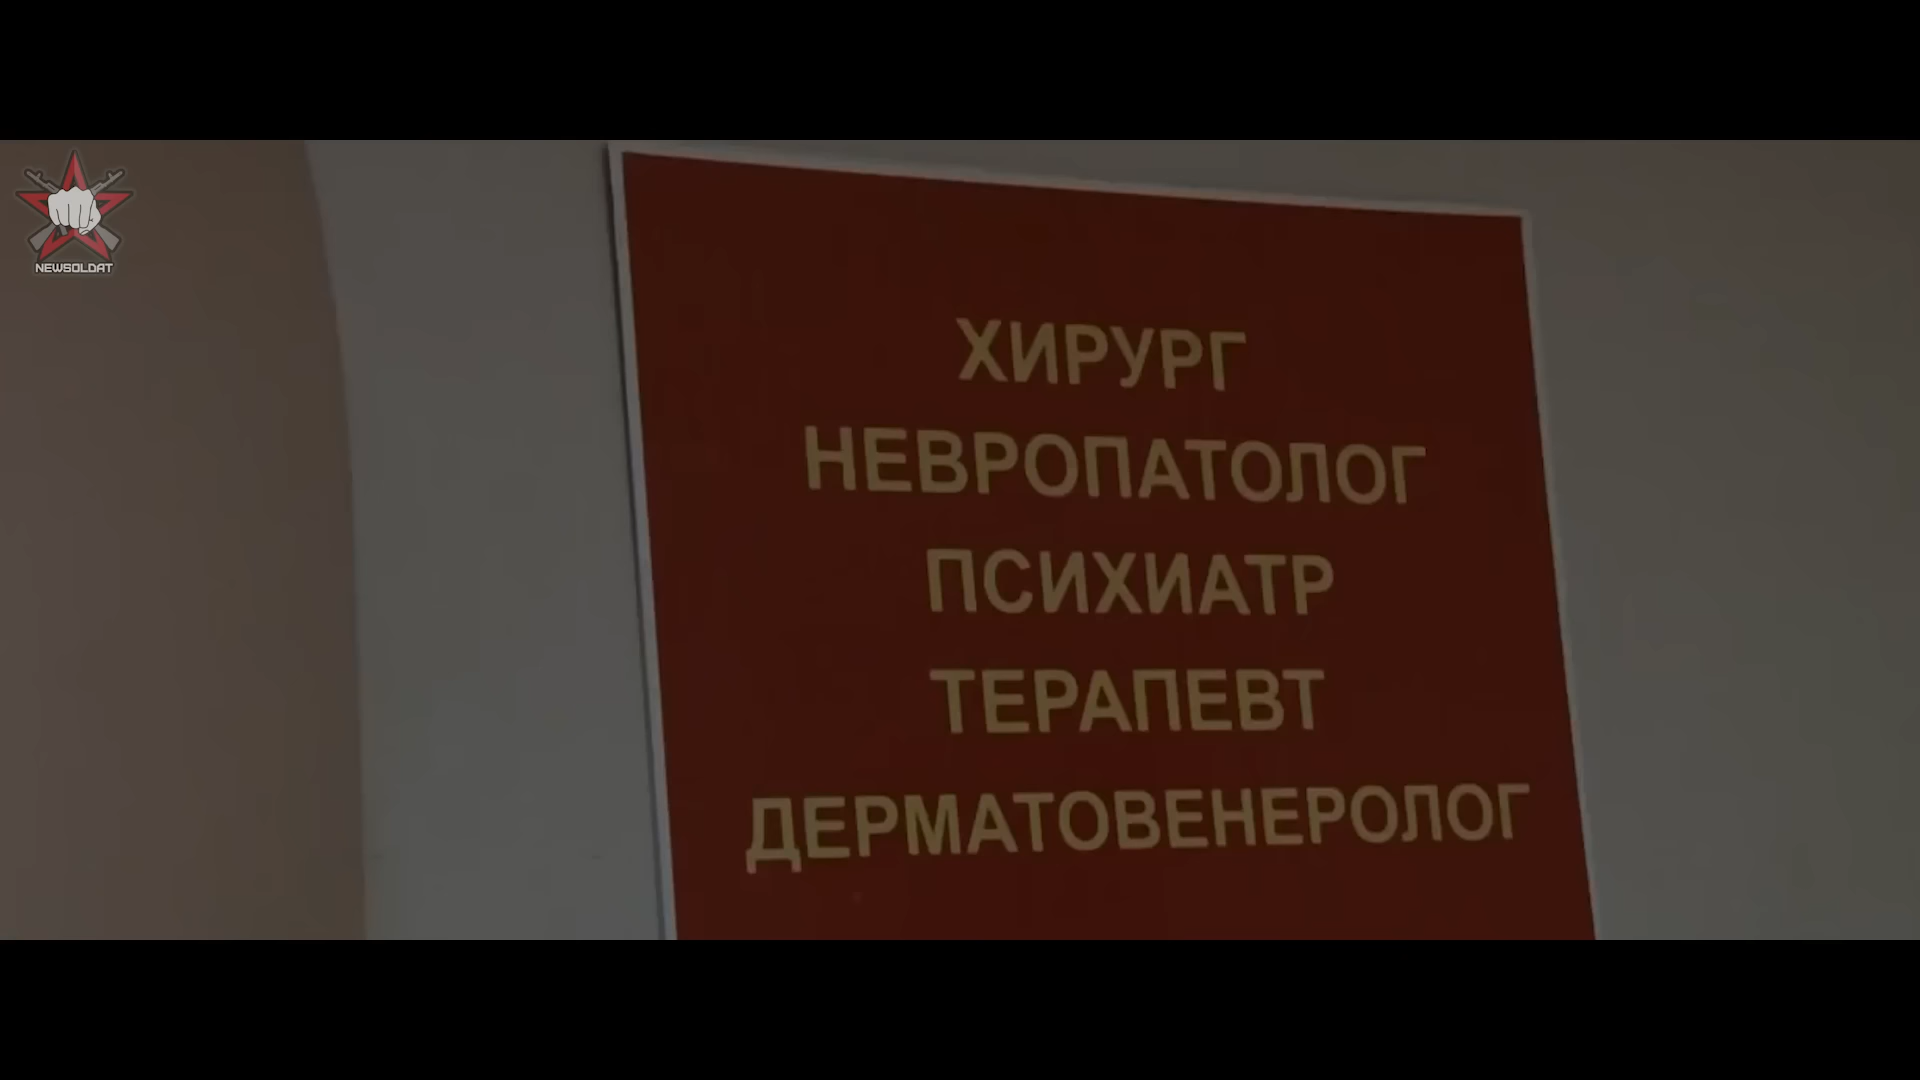 NEWSOLDAT
ХИРУРГ
НЕВРОПАТОЛОГ
ПСИХИАТР
ТЕРАПЕВТ
ДЕРМАТОВЕНЕРОЛОГ